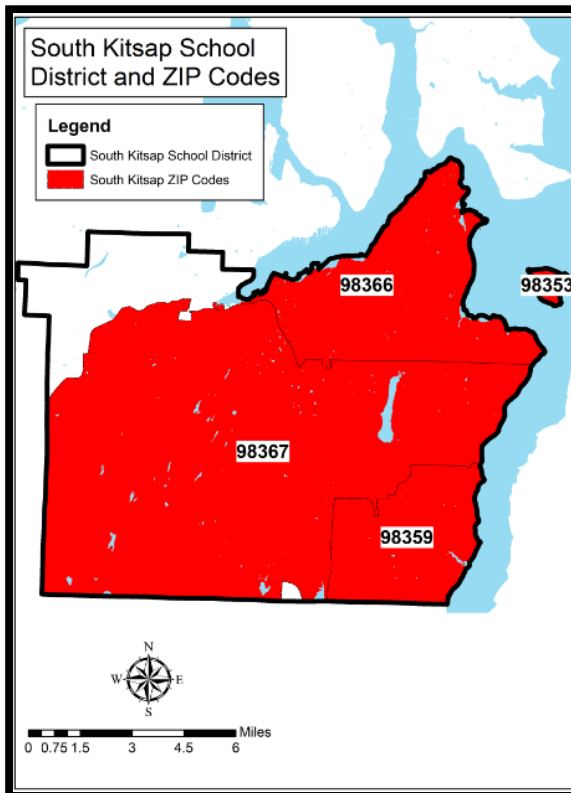 South Kitsap School
District and ZIP Codes
Legend
South Kitsap School District
South Kitsap ZIP Codes
98366
98353
98367
98359
N
W E
S
Miles
0 0.75 1.5 3 4.5 6